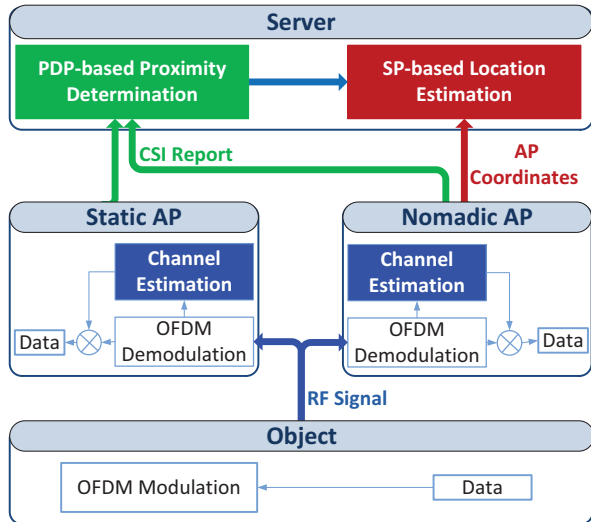 Server
PDP-based Proximity
Determination
SP-based Location
Estimation
CSI Report
AP
Coordinates
Static AP
Nomadic AP
Channel
Estimation
Channel
Estimation
OFDM
Demodulation
Data
OFDM
Demodulation
Data
RF Signal
Object
OFDM Modulation
Data